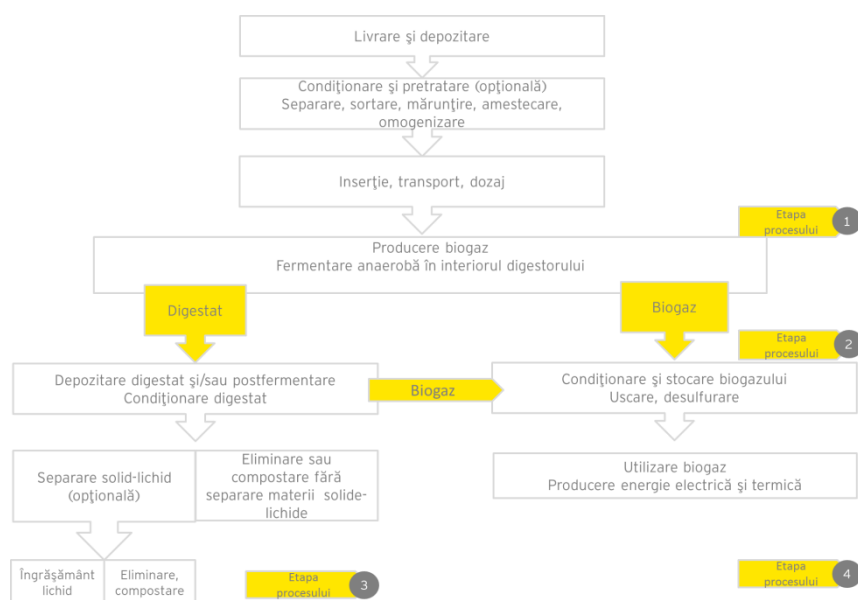 Livrare şi depozitare
Condiţionare şi pretratare (opţională)
Separare, sortare, mărunţire, amestecare,
omogenizare
Inserţie, transport, dozaj
Etapa
procesului
1
Producere biogaz
Fermentare anaerobă în interiorul digestorului
Digestat
Biogaz
Etapa
procesului
2
Depozitare digestat şi/sau postfermentare
Condiţionare digestat
Biogaz
Condiţionare şi stocare biogazului
Uscare, desulfurare
Separare solid-lichid
(opţională)
Eliminare sau
compostare fără
separare materii solide-
lichide
Utilizare biogaz
Producere energie electrică şi termică
Îngrăşământ
lichid
Eliminare,
compostare
Etapa
procesului
3
Etapa
procesului
4